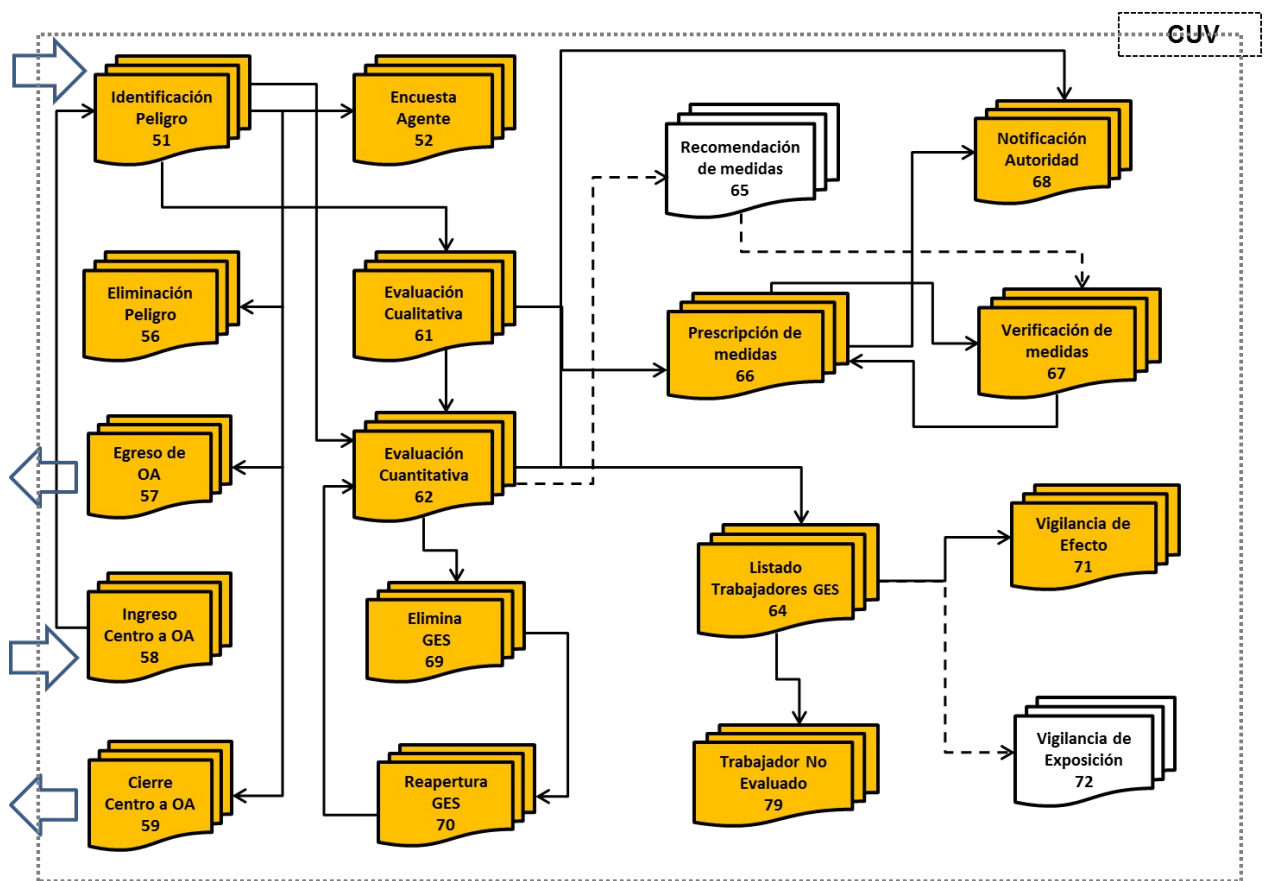 CUV
Identificación
Peligro
51
Encuesta
Agente
52
Recomendación
de medidas
65
Notificación
Autoridad
68
Eliminación
Peligro
56
Evaluación
Cualitativa
61
Prescripción de
medidas
66
Verificación de
medidas
67
Egreso de
OA
57
Evaluación
Cuantitativa
62
Vigilancia de
Efecto
71
Listado
Trabajadores GES
64
Ingreso
Centro a OA
58
Elimina
GES
69
Cierre
Centro a OA
59
Reapertura
GES
70
Trabajador No
Evaluado
79
Vigilancia de
Exposición
72